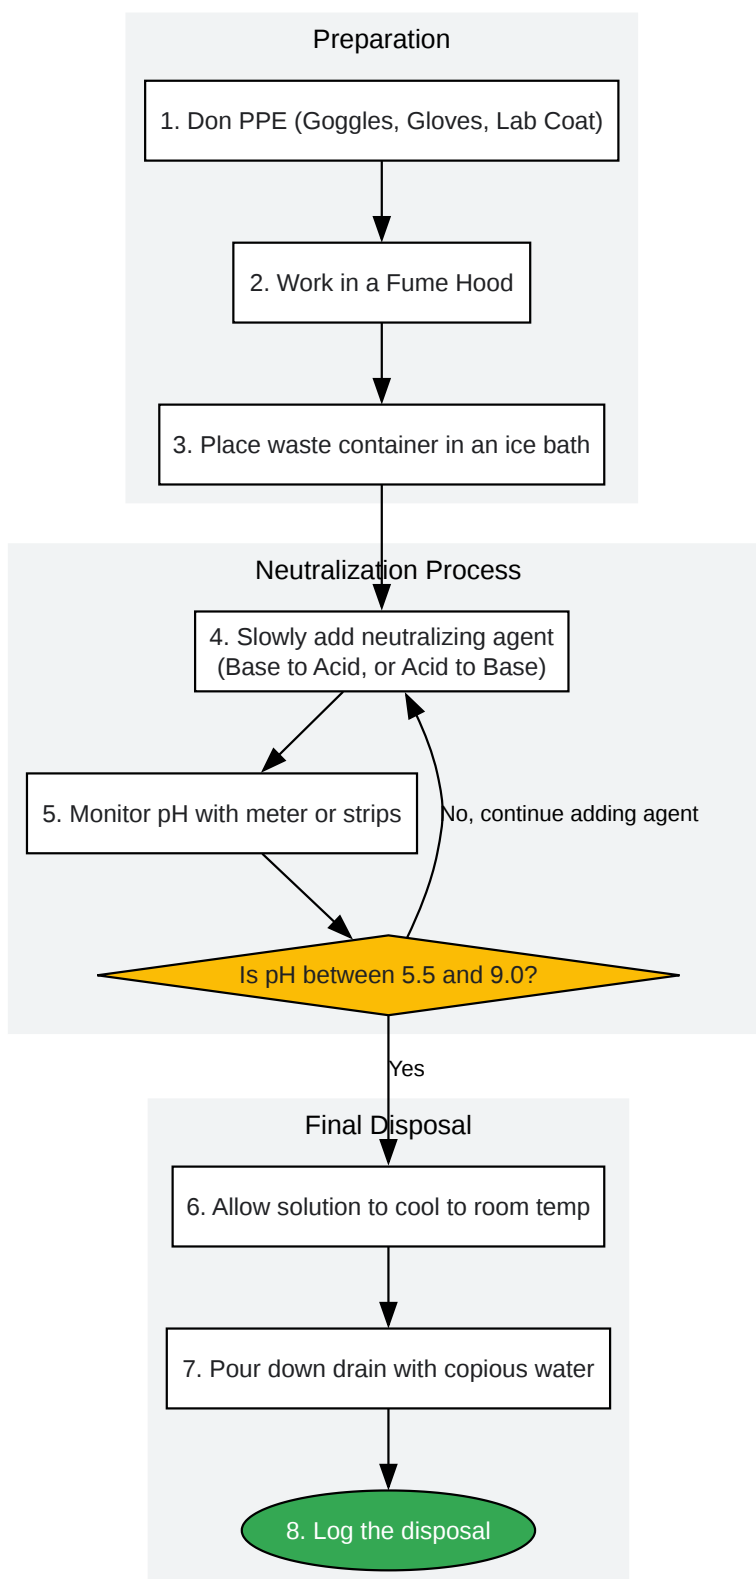 Preparation
1. Don PPE (Goggles, Gloves, Lab Coat)
2. Work in a Fume Hood
3. Place waste container in an ice bath
Neutralization Process
4. Slowly add neutralizing agent
(Base to Acid, or Acid to Base)
5. Monitor pH with meter or strips
No, continue adding agent
Is pH between 5.5 and 9.0?
Yes
Final Disposal
6. Allow solution to cool to room temp
7. Pour down drain with copious water
8. Log the disposal